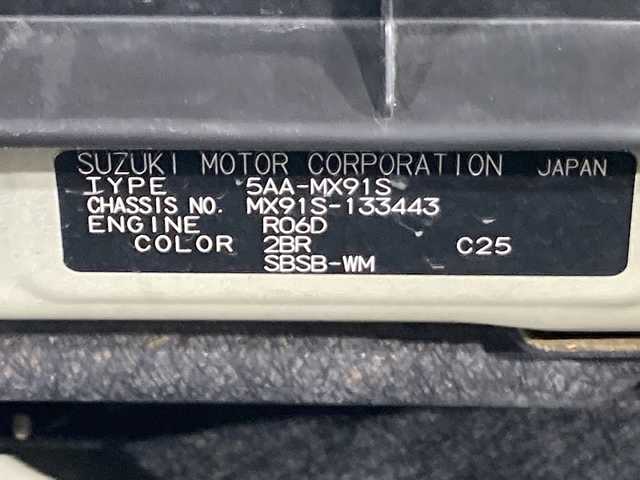 SUZUKI MOTOR CORPORATION JAPAN
TYPE 5AA-MX91S
CHASSIS NO. MX91S-133443
ENGINE R06D
COLOR 2BR C25
SBSB-WM